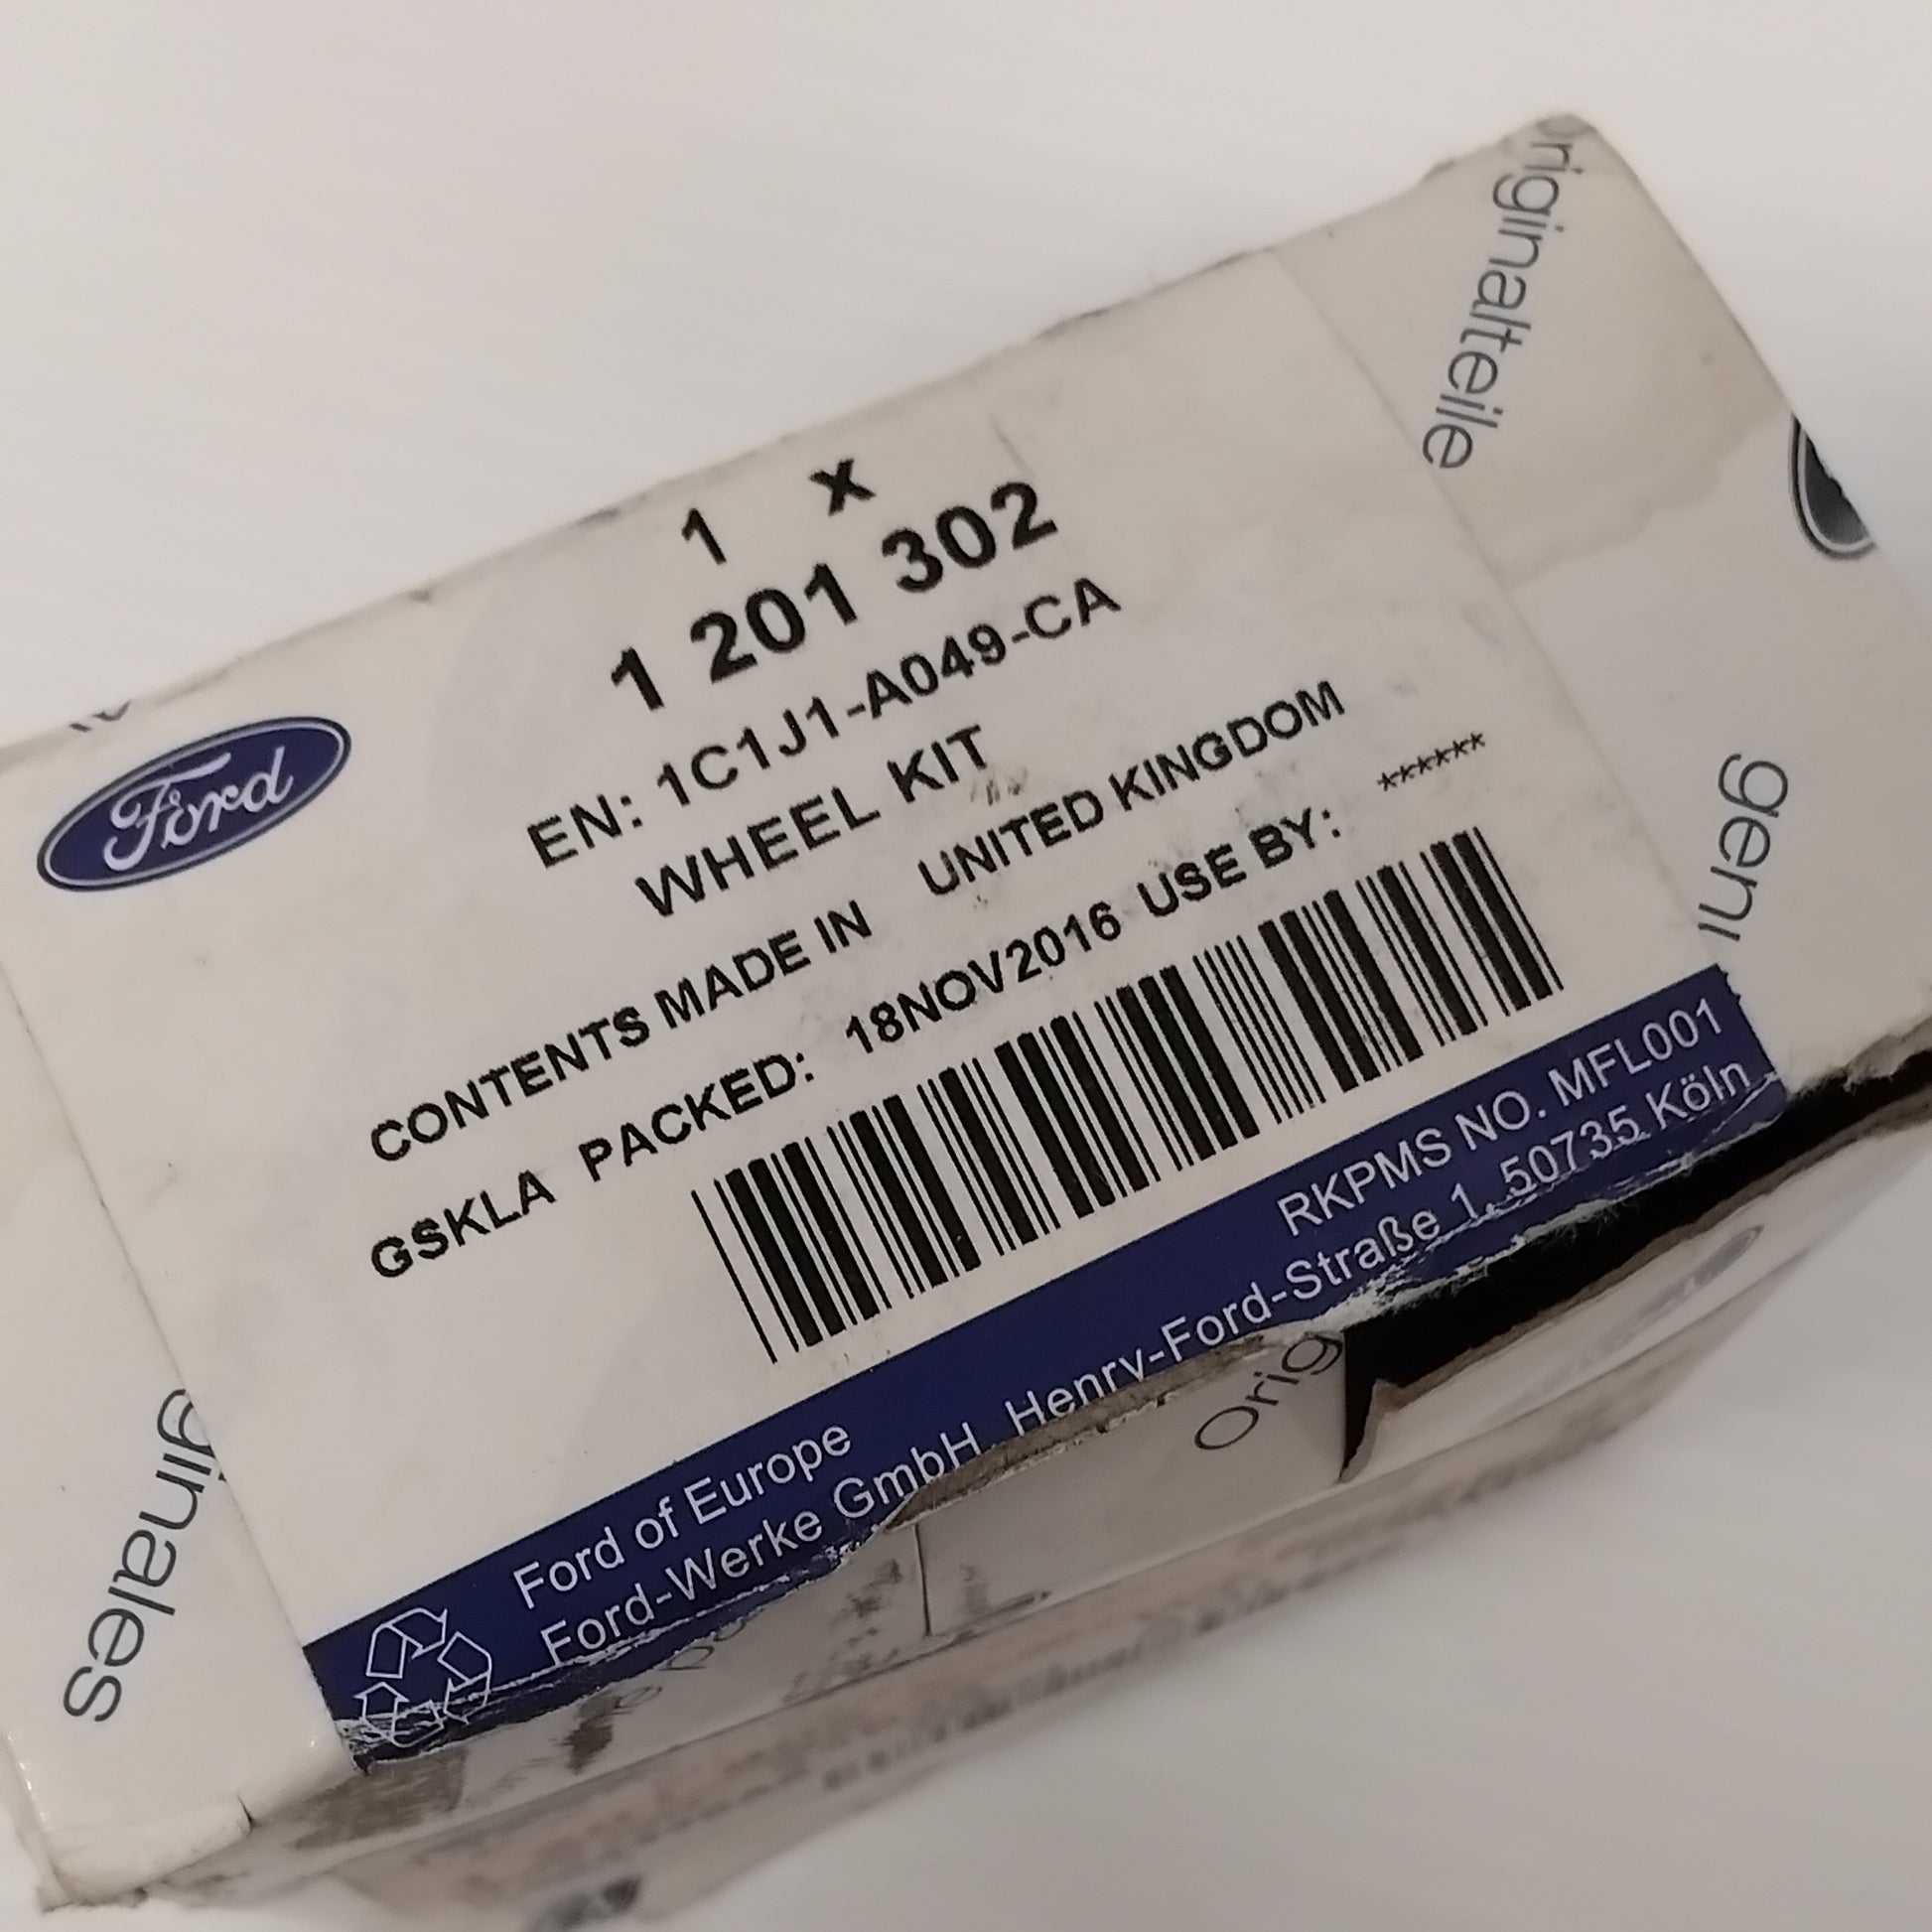 Ford
1 x
1 201 302
EN: 1C1J1-A049-CA
WHEEL KIT
CONTENTS MADE IN UNITED KINGDOM
GSKLA PACKED: 18NOV2016 USE BY: ******
RKPMS NO. MFL001
Ford of Europe
Ford-Werke GmbH, Henry-Ford-Straße 1, 50735 Köln
Originalteile
geni
ginales
Orig